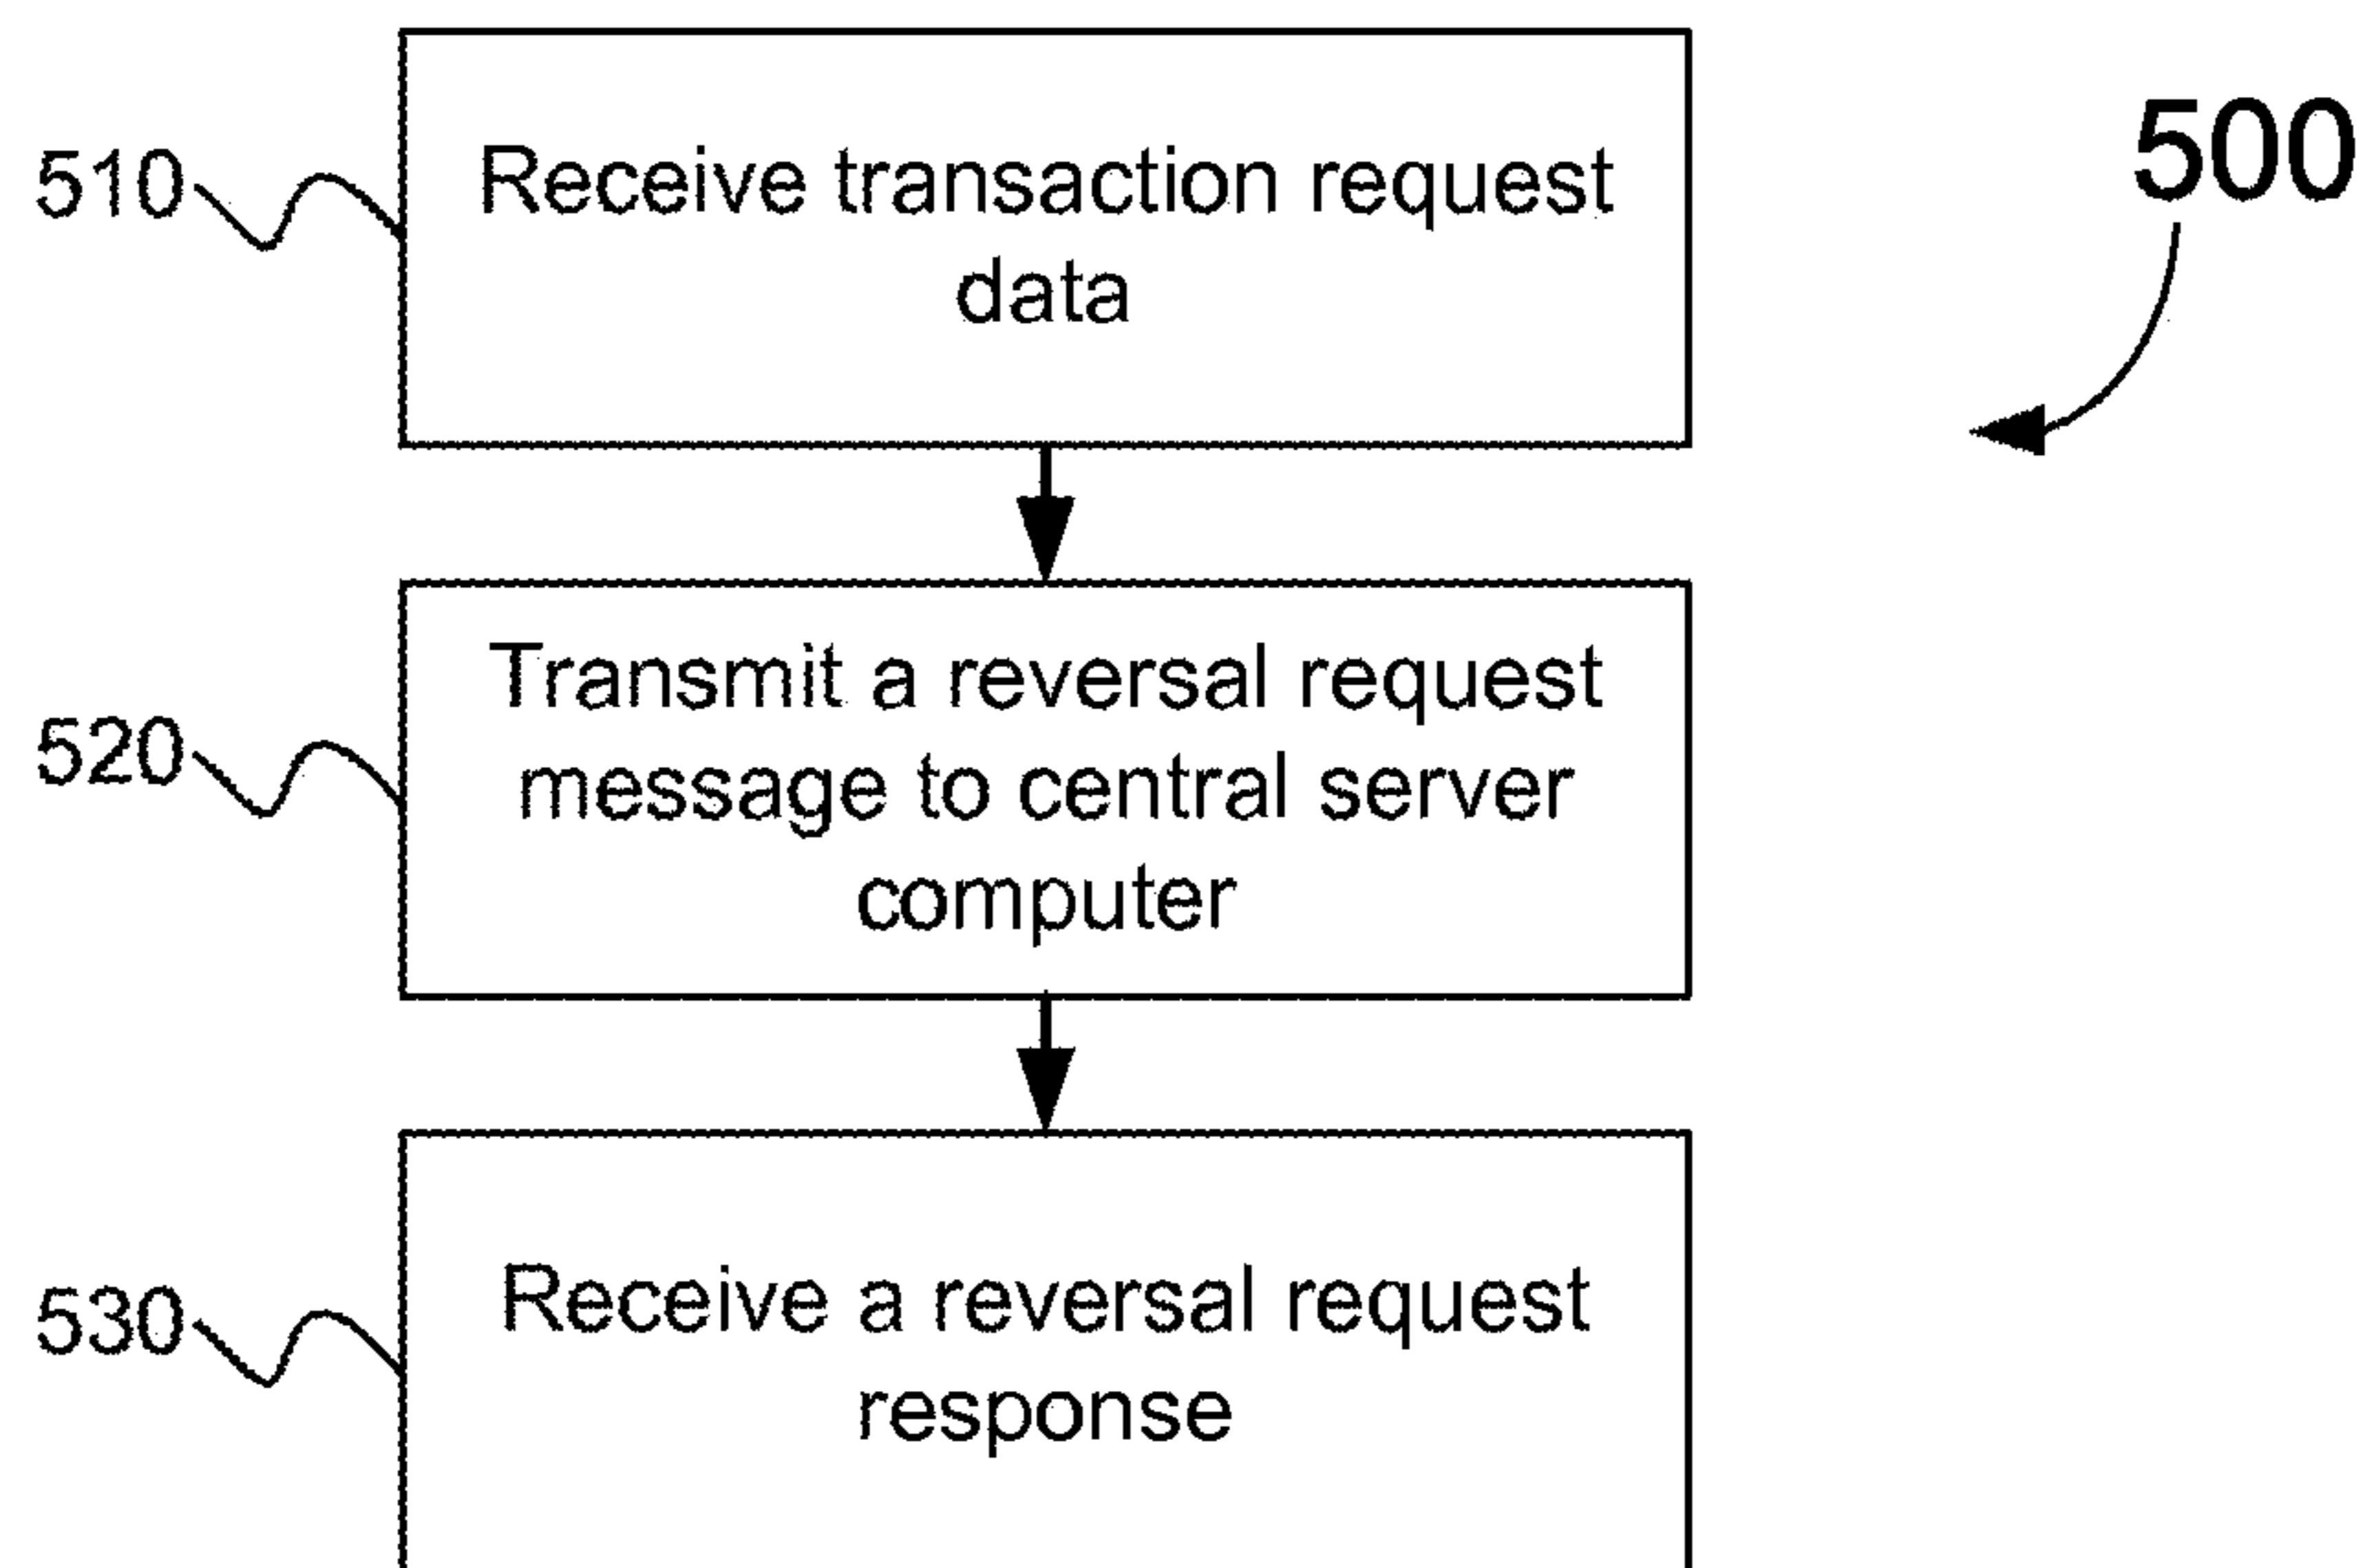 500
510
Receive transaction request
data
520
Transmit a reversal request
message to central server
computer
530
Receive a reversal request
response